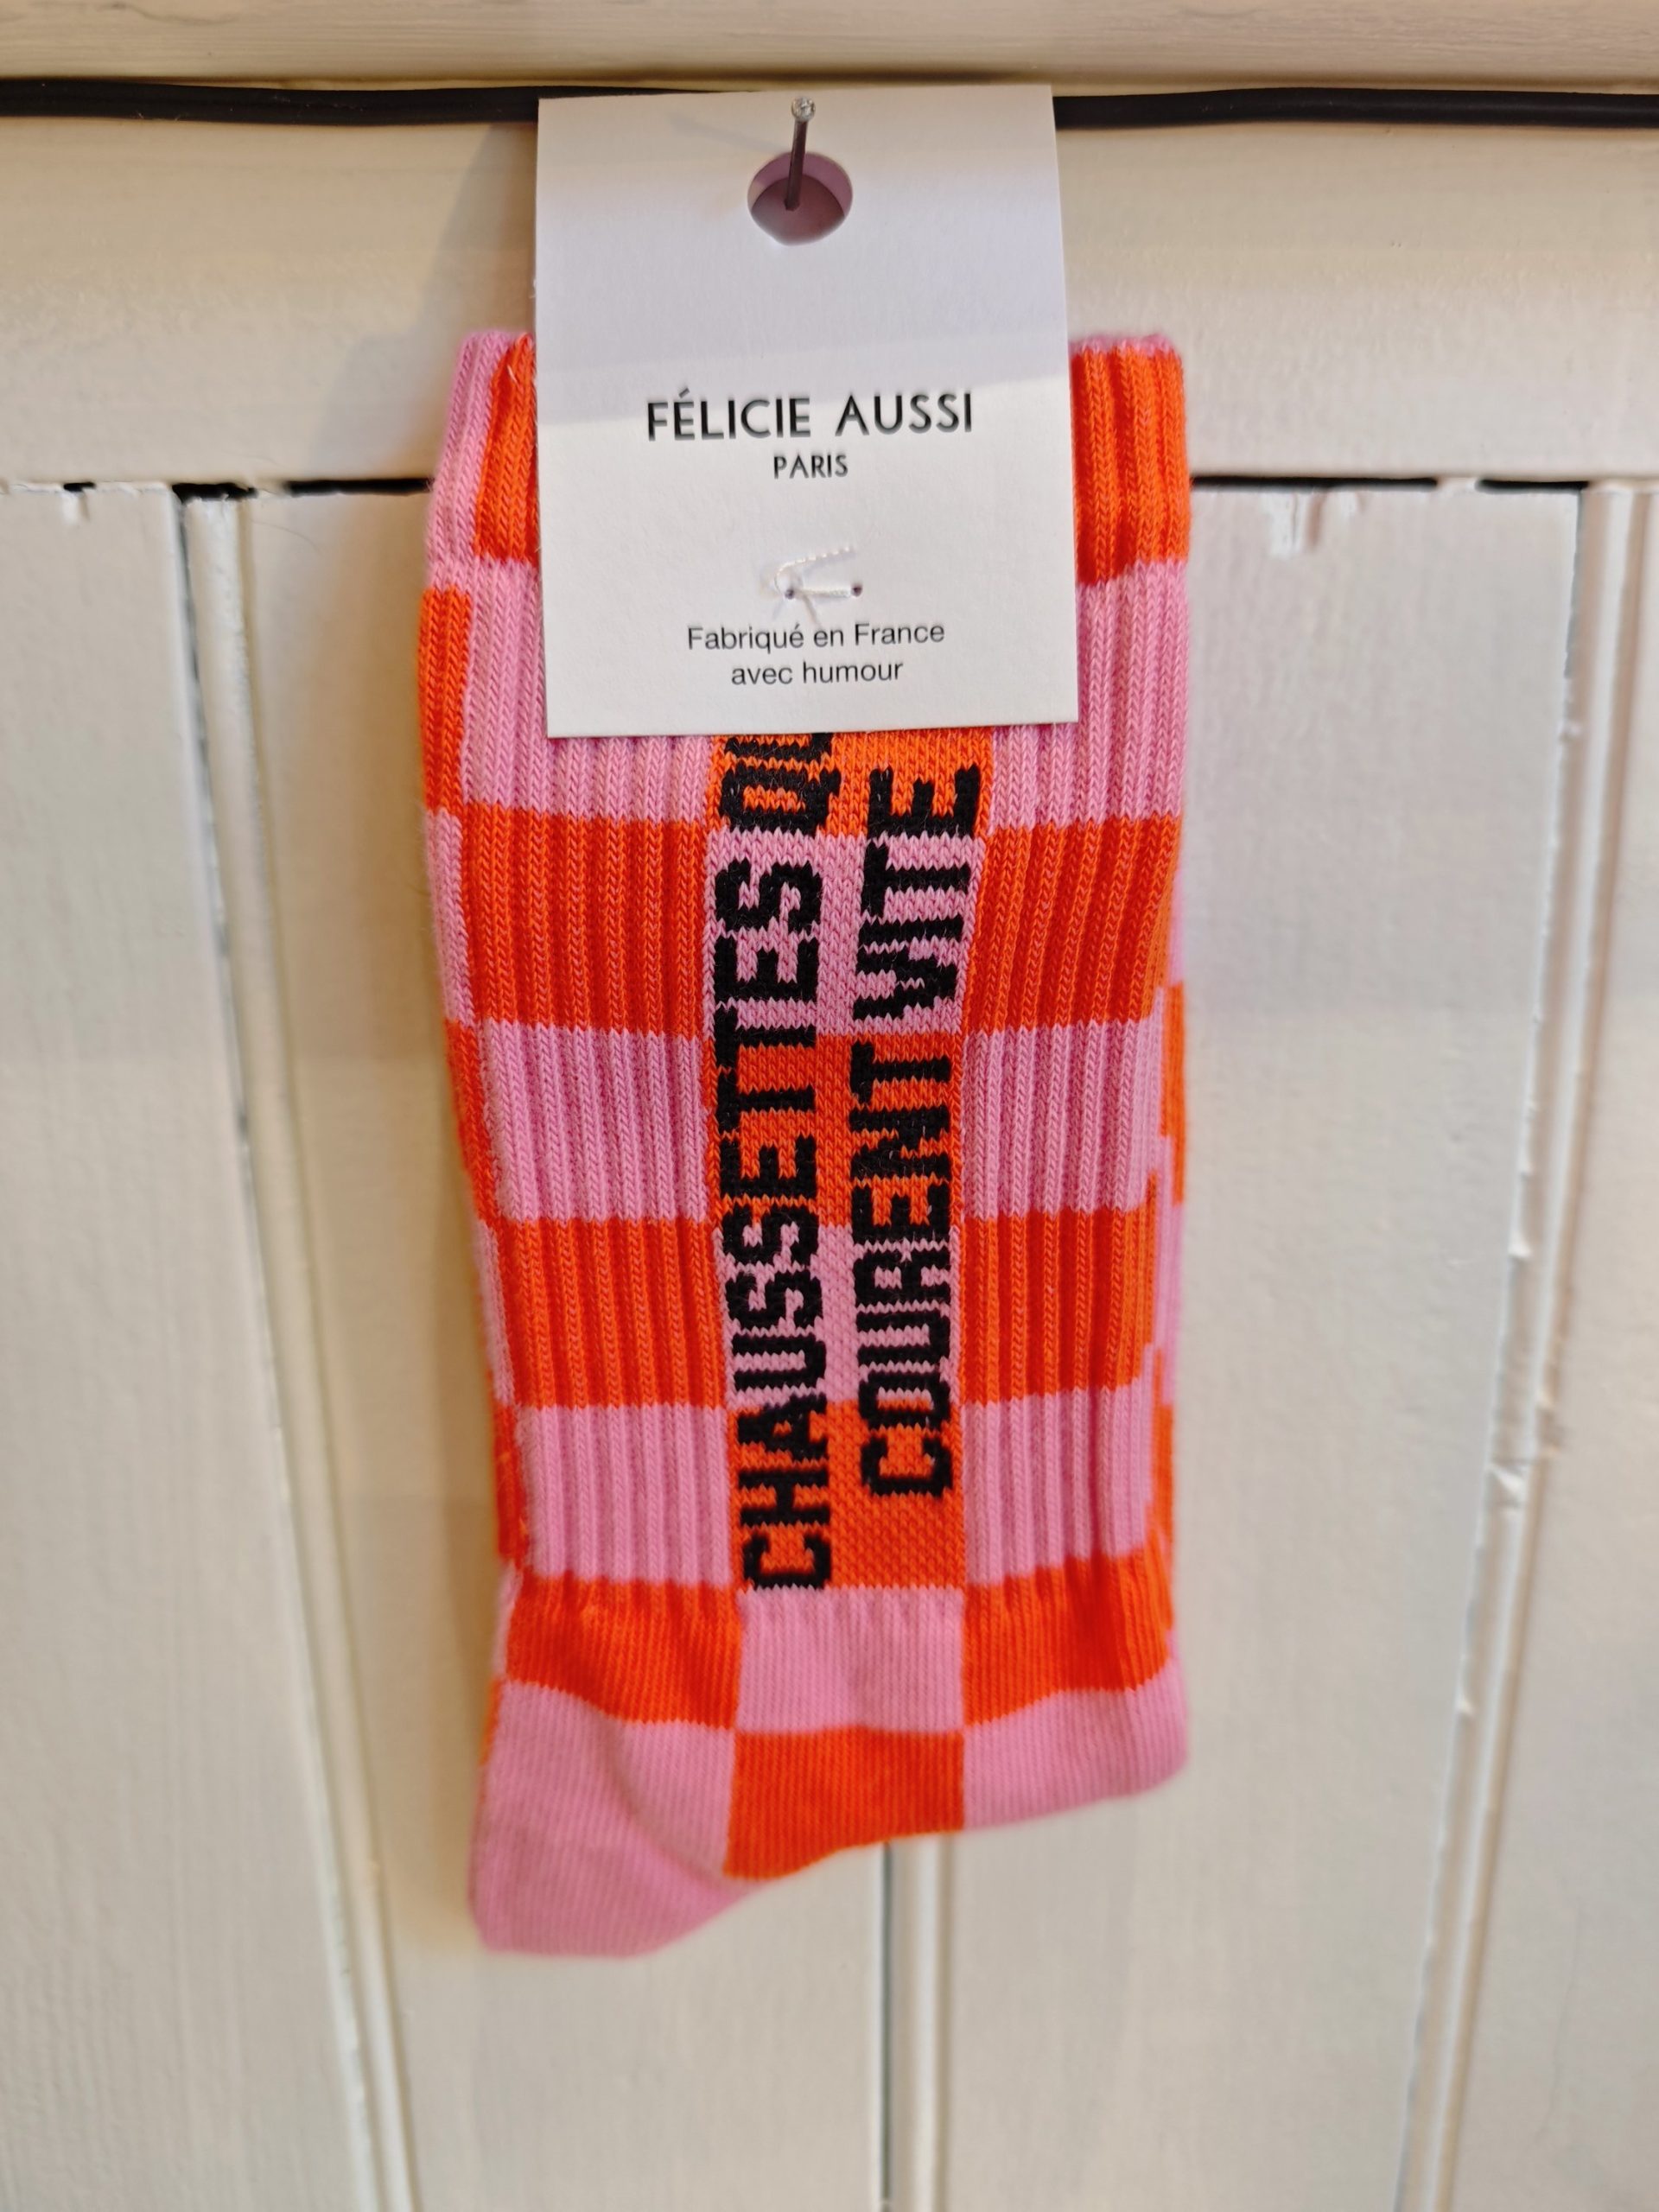 FÉLICIE AUSSI
PARIS
Fabriqué en France
avec humour
CHAUSSETTES
COURENT VITE